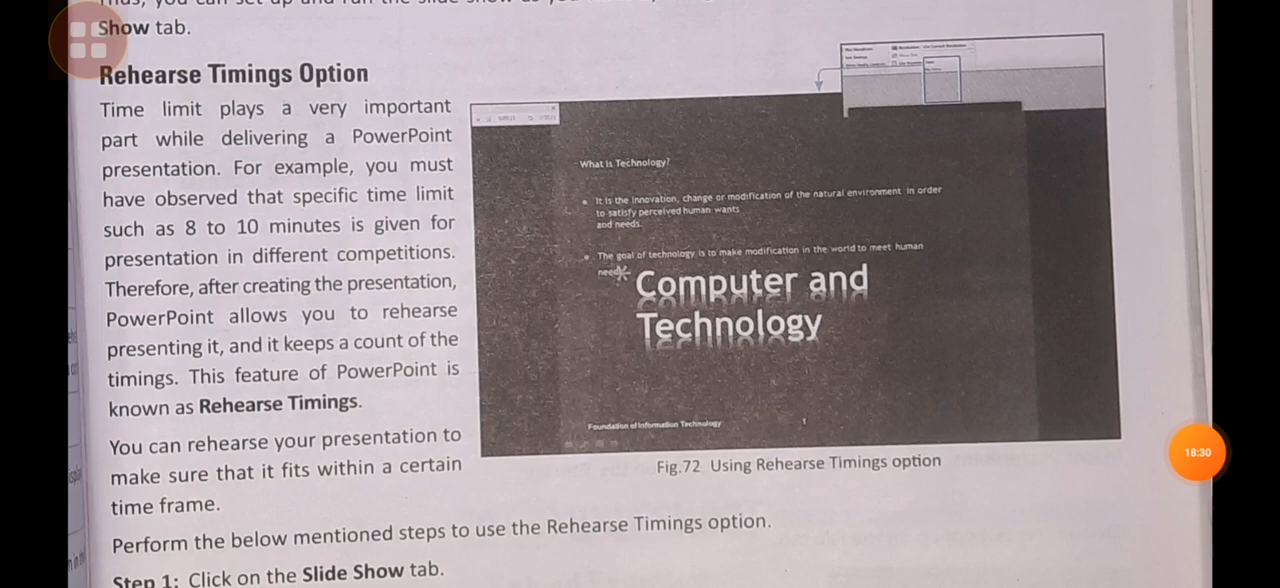 Show tab.
Rehearse Timings Option
Time limit plays a very important
part while delivering a PowerPoint
presentation. For example, you must
have observed that specific time limit
such as 8 to 10 minutes is given for
presentation in different competitions.
Therefore, after creating the presentation,
PowerPoint allows you to rehearse
presenting it, and it keeps a count of the
timings. This feature of PowerPoint is
known as Rehearse Timings.
You can rehearse your presentation to
make sure that it fits within a certain
time frame.
What is Technology?
It is the innovation, change or modification of the natural environment in order
to satisfy perceived human wants
and needs.
The goal of technology is to make modification in the world to meet human
Computer and
Technology
Foundation of Information Technology
1
Fig.72 Using Rehearse Timings option
Perform the below mentioned steps to use the Rehearse Timings option.
Step 1: Click on the Slide Show tab.
18:30